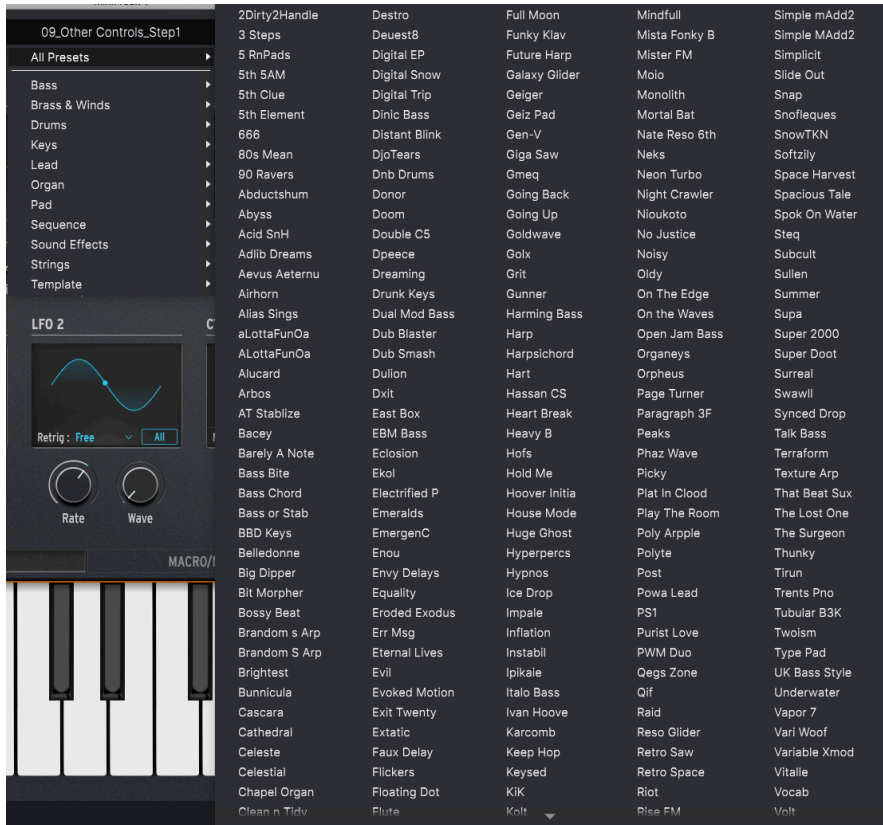 09_Other Controls_Step1
All Presets
Bass
Brass & Winds
Drums
Keys
Lead
Organ
Pad
Sequence
Sound Effects
Strings
Template
LFO 2
Retrig : Free
All
Rate
Wave
2Dirty2Handle
3 Steps
5 RnPads
5th 5AM
5th Clue
5th Element
666
80s Mean
90 Ravers
Abductshum
Abyss
Acid SnH
Adlib Dreams
Aevus Aeternu
Airhorn
Alias Sings
aLottaFunOa
ALottaFunOa
Alucard
Arbos
AT Stablize
Bacey
Barely A Note
Bass Bite
Bass Chord
Bass or Stab
BBD Keys
Belledonne
Big Dipper
Bit Morpher
Bossy Beat
Brandom s Arp
Brandom S Arp
Brightest
Bunnicula
Cascara
Cathedral
Celeste
Celestial
Chapel Organ
Clean n Tidy
Destro
Deuest8
Digital EP
Digital Snow
Digital Trip
Dinic Bass
Distant Blink
DjoTears
Dnb Drums
Donor
Doom
Double C5
Dpeece
Dreaming
Drunk Keys
Dual Mod Bass
Dub Blaster
Dub Smash
Dulion
Dxit
East Box
EBM Bass
Eclosion
Ekol
Electrified P
Emeralds
EmergenC
Enou
Envy Delays
Equality
Eroded Exodus
Err Msg
Eternal Lives
Evil
Evoked Motion
Exit Twenty
Extatic
Faux Delay
Flickers
Floating Dot
Flute
Full Moon
Funky Klav
Future Harp
Galaxy Glider
Geiger
Geiz Pad
Gen-V
Giga Saw
Gmeq
Going Back
Going Up
Goldwave
Golx
Grit
Gunner
Harming Bass
Harp
Harpsichord
Hart
Hassan CS
Heart Break
Heavy B
Hofs
Hold Me
Hoover Initia
House Mode
Huge Ghost
Hyperpercs
Hypnos
Ice Drop
Impale
Inflation
Instabil
Ipikaie
Italo Bass
Ivan Hoove
Karcomb
Keep Hop
Keysed
KiK
Kolt
Mindfull
Mista Fonky B
Mister FM
Moio
Monolith
Mortal Bat
Nate Reso 6th
Neks
Neon Turbo
Night Crawler
Nioukoto
No Justice
Noisy
Oldy
On The Edge
On the Waves
Open Jam Bass
Organeys
Orpheus
Page Turner
Paragraph 3F
Peaks
Phaz Wave
Picky
Plat In Clood
Play The Room
Poly Arpple
Polyte
Post
Powa Lead
PS1
Purist Love
PWM Duo
Qegs Zone
Qif
Raid
Reso Glider
Retro Saw
Retro Space
Riot
Rise FM
Simple mAdd2
Simple MAdd2
Simplicit
Slide Out
Snap
Snofleques
SnowTKN
Softzily
Space Harvest
Spacious Tale
Spok On Water
Steq
Subcult
Sullen
Summer
Supa
Super 2000
Super Doot
Surreal
Swawll
Synced Drop
Talk Bass
Terraform
Texture Arp
That Beat Sux
The Lost One
The Surgeon
Thunky
Tirun
Trents Pno
Tubular B3K
Twoism
Type Pad
UK Bass Style
Underwater
Vapor 7
Vari Woof
Variable Xmod
Vitalle
Vocab
Volt